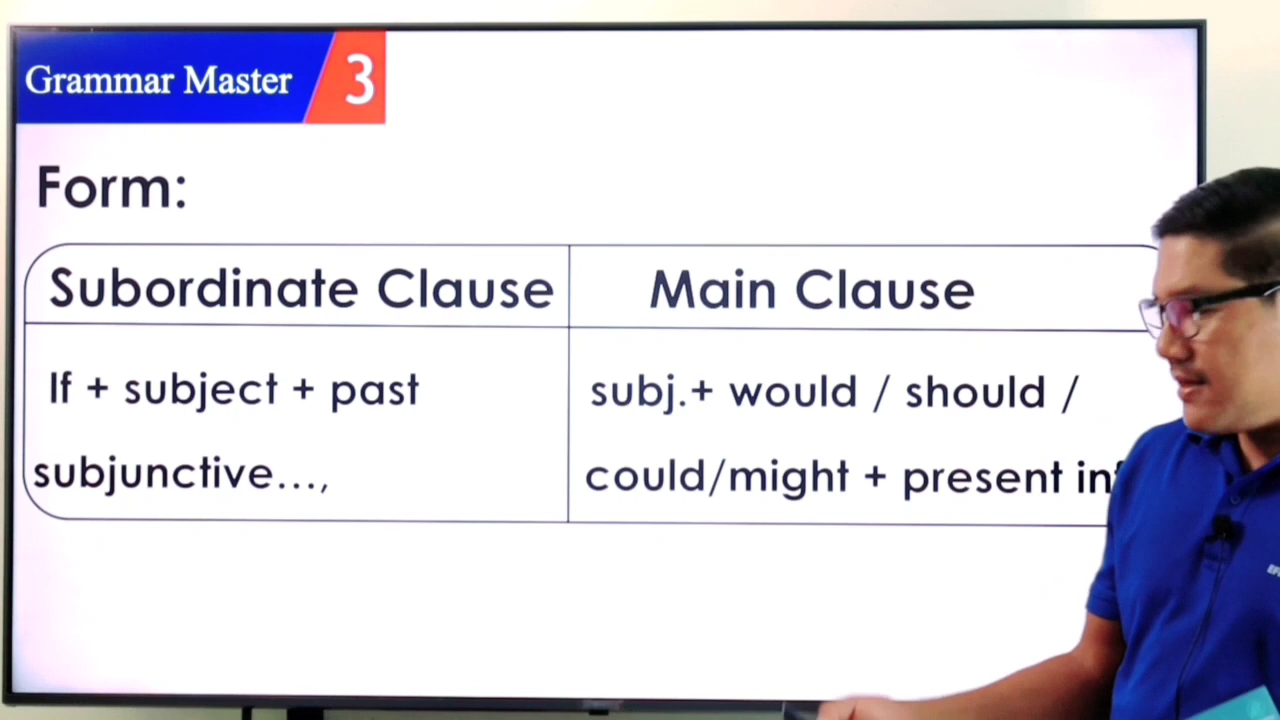 Grammar Master 3
Form:
Subordinate Clause
Main Clause
If + subject + past
subjunctive...,
subj.+ would / should /
could/might + present